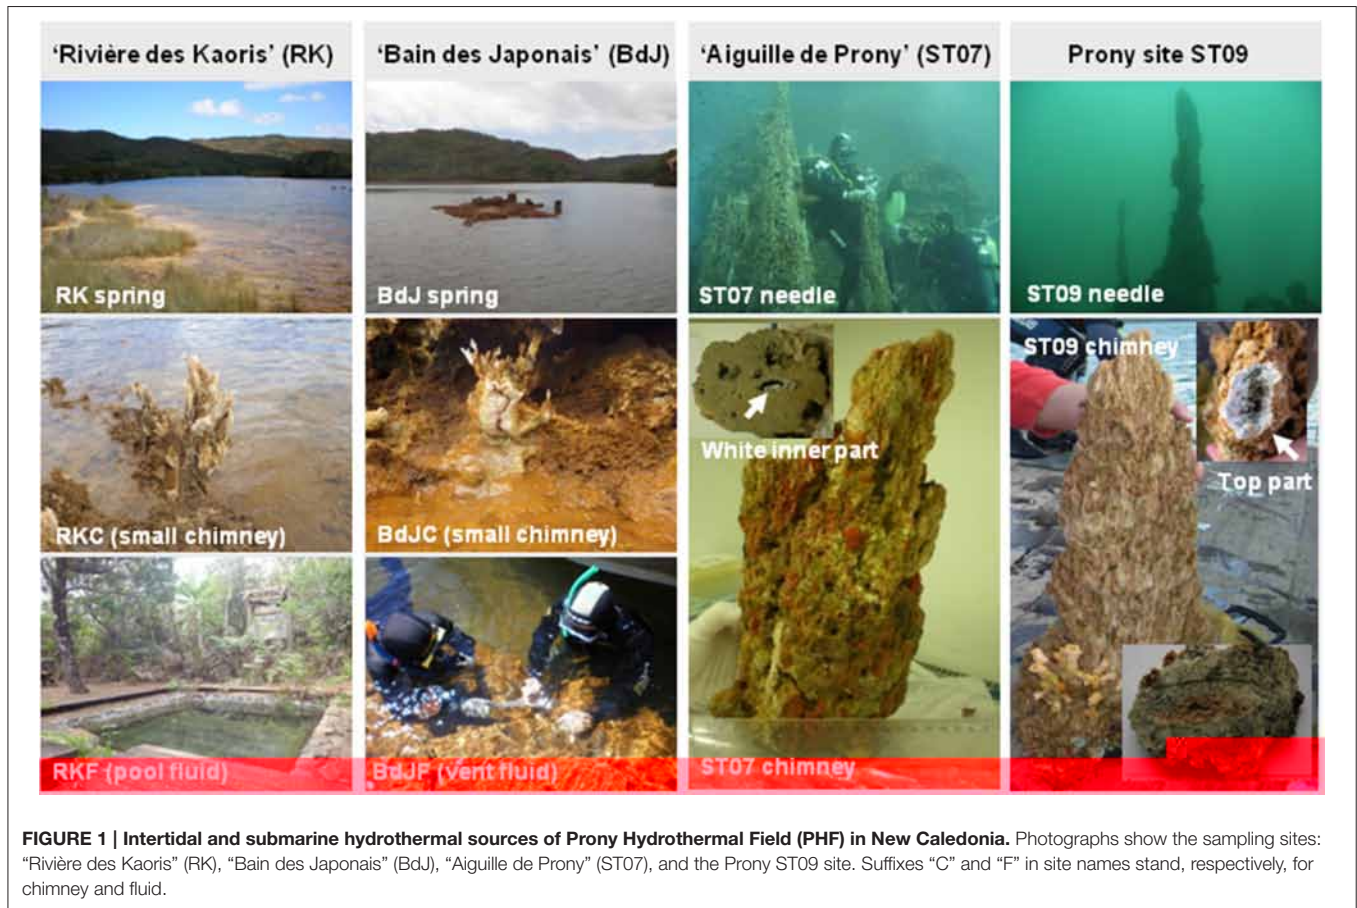 'Rivière des Kaoris' (RK)
'Bain des Japonais' (BdJ)
'Aiguille de Prony' (ST07)
Prony site ST09
RK spring
BdJ spring
ST07 needle
ST09 needle
RKC (small chimney)
BdJC (small chimney)
White inner part
ST09 chimney
Top part
RKF (pool fluid)
BdJF (vent fluid)
ST07 chimney
FIGURE 1 | Intertidal and submarine hydrothermal sources of Prony Hydrothermal Field (PHF) in New Caledonia. Photographs show the sampling sites:
“Rivière des Kaoris” (RK), “Bain des Japonais” (BdJ), “Aiguille de Prony” (ST07), and the Prony ST09 site. Suffixes “C” and “F” in site names stand, respectively, for
chimney and fluid.